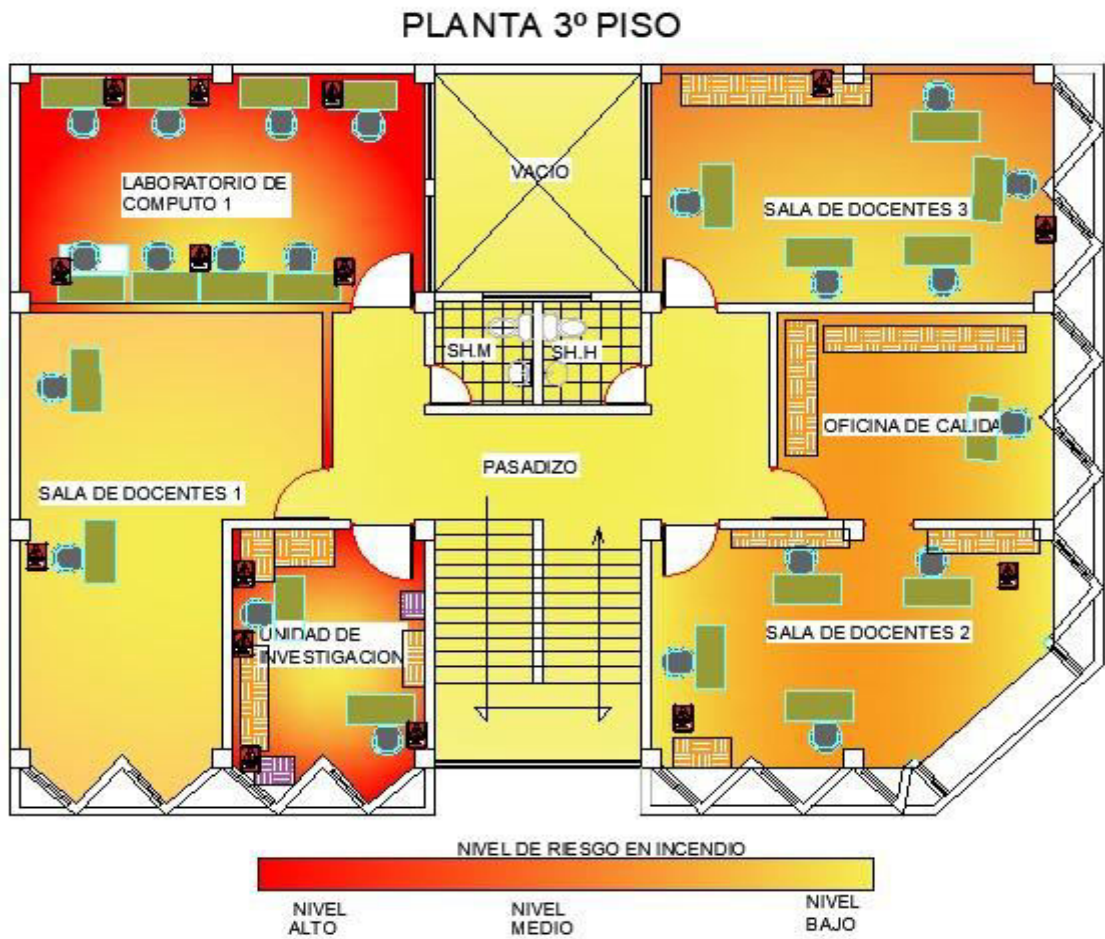 PLANTA 3º PISO
LABORATORIO DE
COMPUTO 1
VACIO
SALA DE DOCENTES 3
SH.M
SH.H
OFICINA DE CALIDA
PASADIZO
SALA DE DOCENTES 1
UNIDAD DE
INVESTIGACION
SALA DE DOCENTES 2
NIVEL DE RIESGO EN INCENDIO
NIVEL
ALTO
NIVEL
MEDIO
NIVEL
BAJO